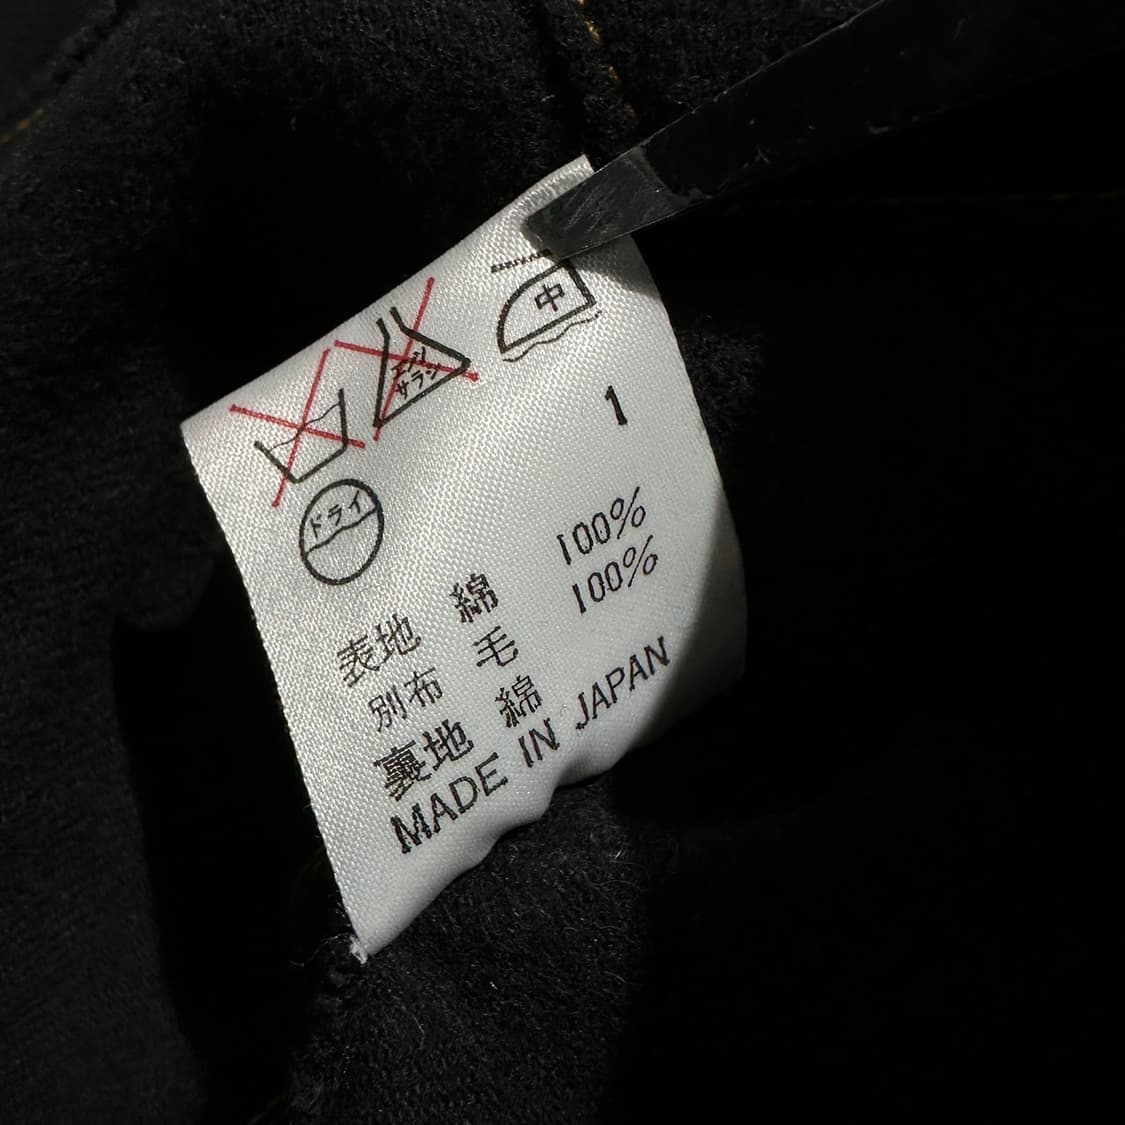 中
エンソ
サラシ
1
ドライ
表地 綿 100%
別布 毛 100%
裏地 綿
MADE IN JAPAN